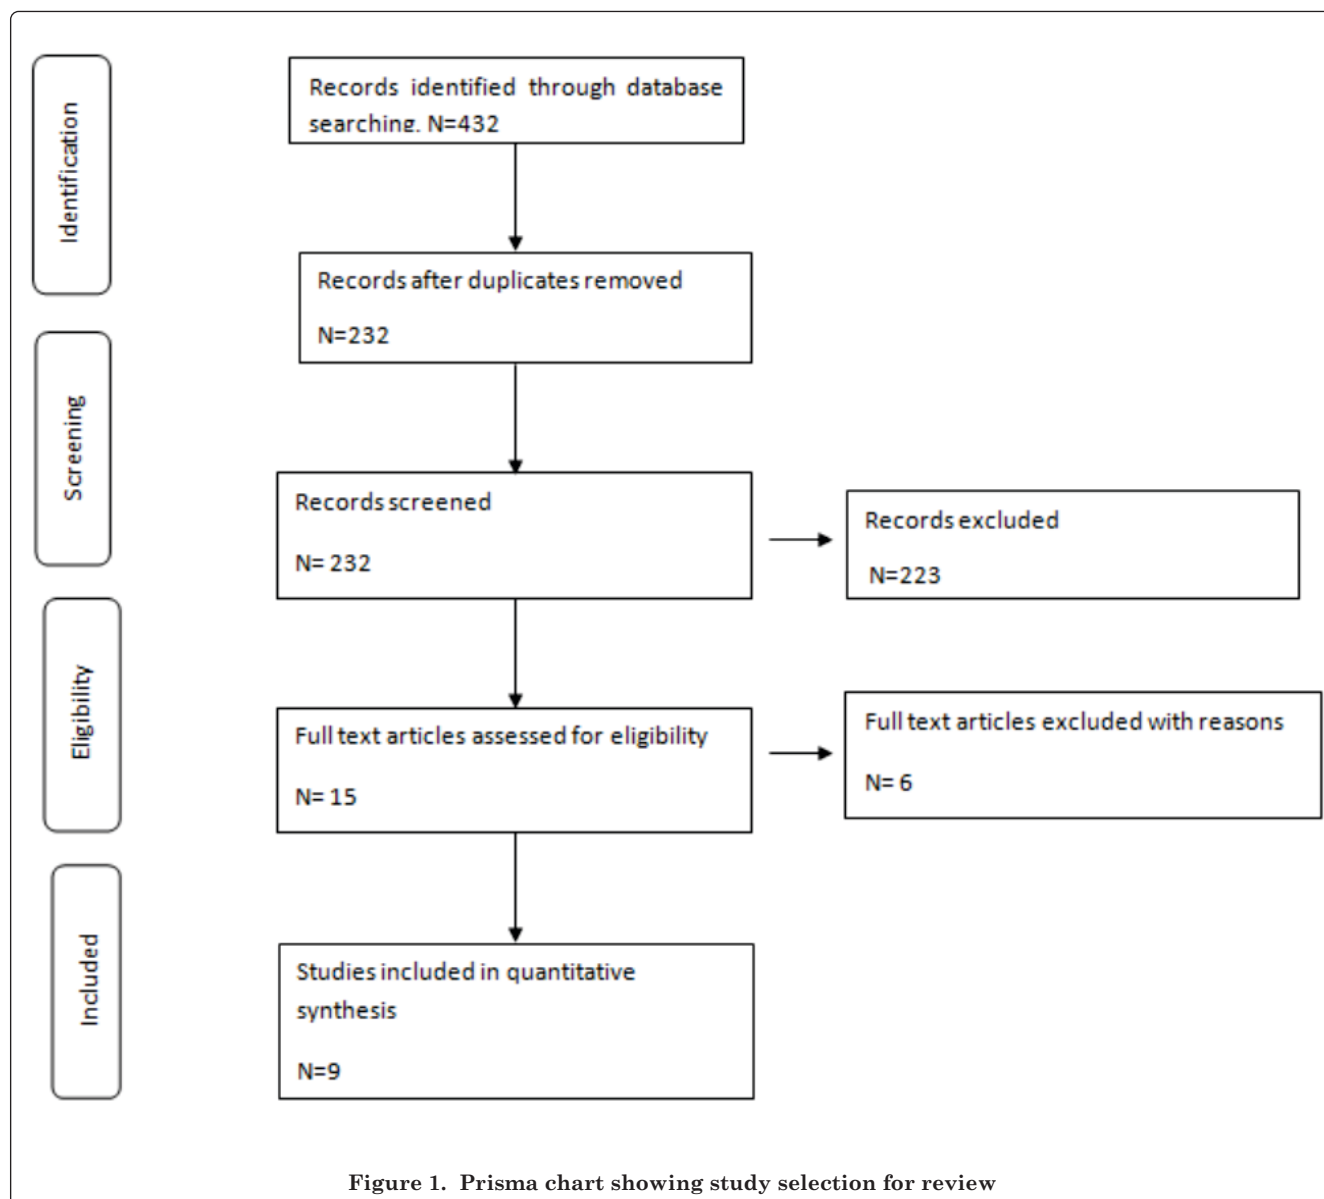 Identification
Records identified through database
searching. N=432
Records after duplicates removed
N=232
Screening
Records screened
N= 232
Records excluded
N=223
Eligibility
Full text articles assessed for eligibility
N= 15
Full text articles excluded with reasons
N= 6
Included
Studies included in quantitative
synthesis
N=9
Figure 1. Prisma chart showing study selection for review